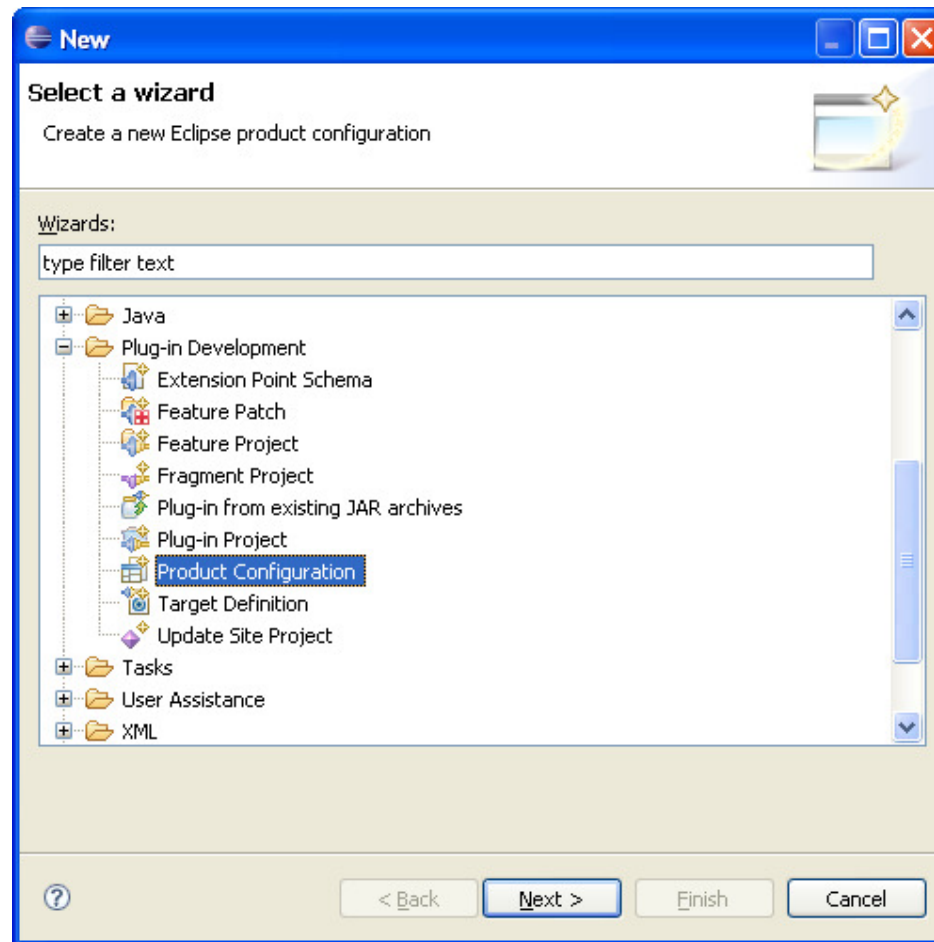 New
Select a wizard
Create a new Eclipse product configuration
Wizards:
type filter text
Java
Plug-in Development
Extension Point Schema
Feature Patch
Feature Project
Fragment Project
Plug-in from existing JAR archives
Plug-in Project
Product Configuration
Target Definition
Update Site Project
Tasks
User Assistance
XML
? < Back Next > Finish Cancel